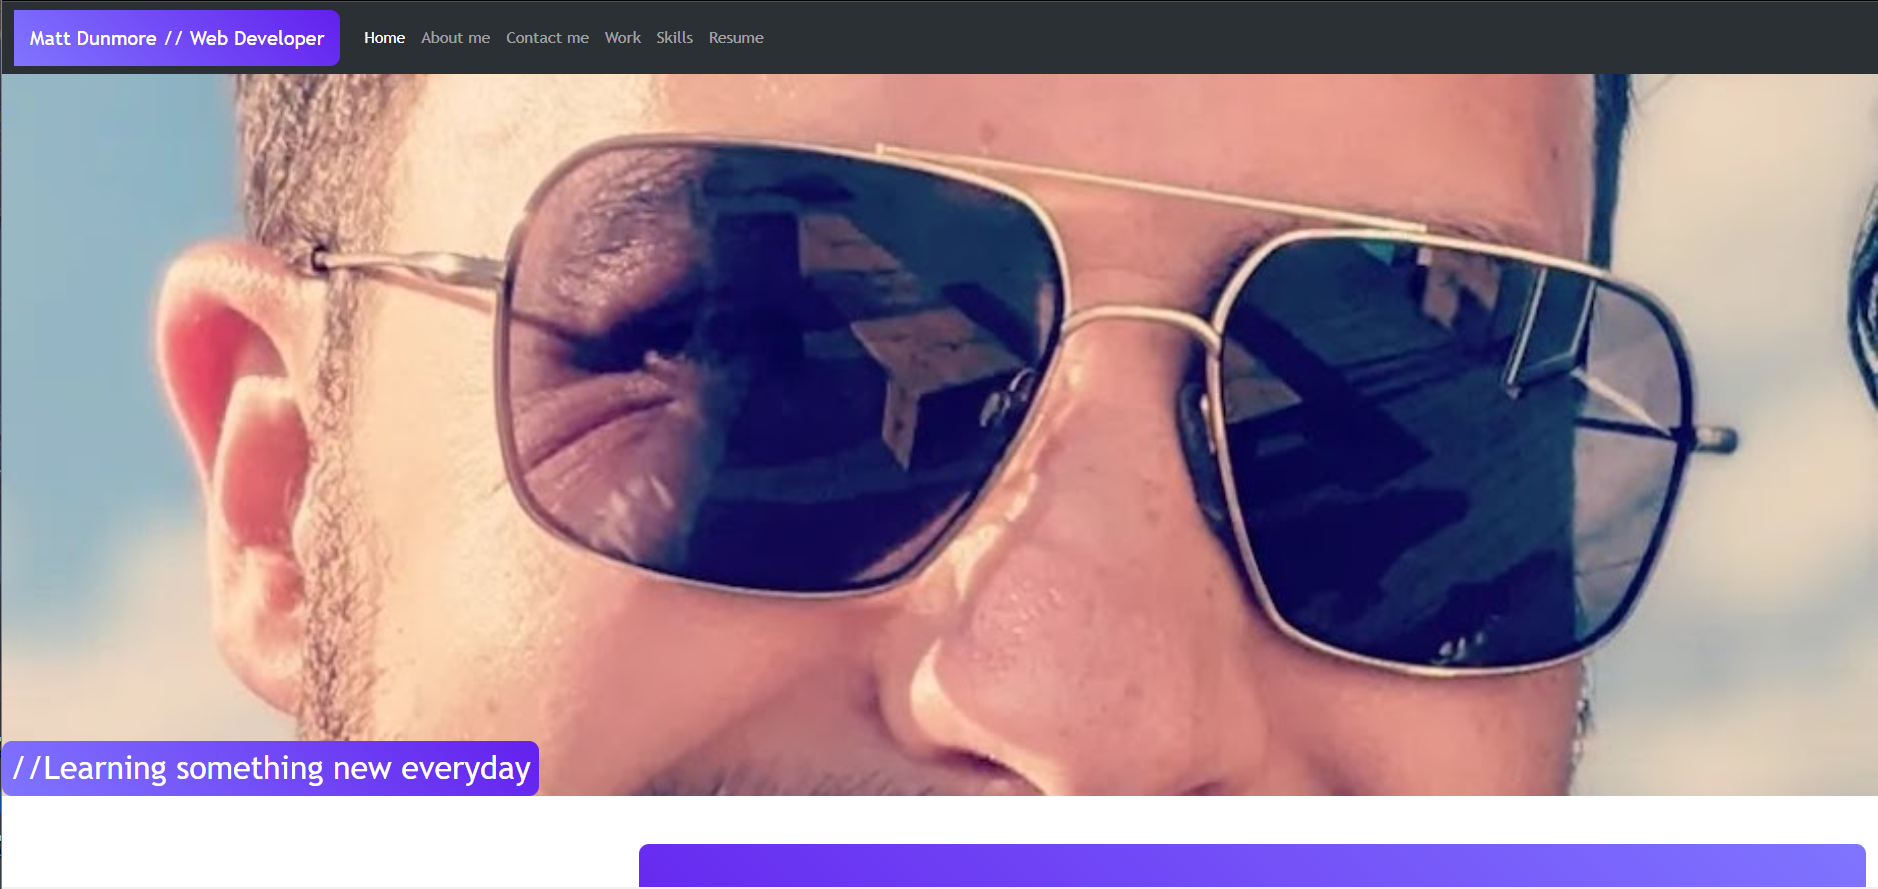 Matt Dunmore // Web Developer
Home About me Contact me Work Skills Resume
//Learning something new everyday